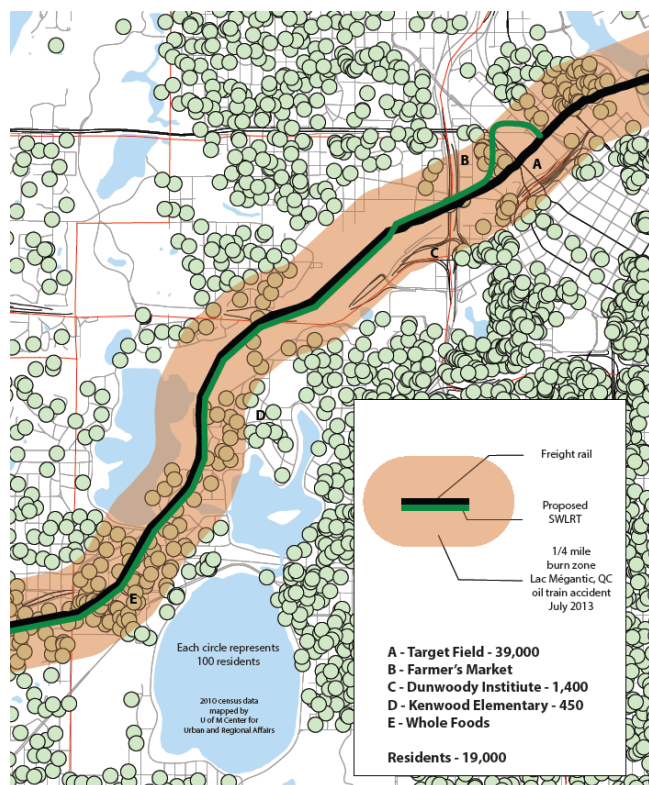 B
A
C
D
E
Each circle represents
100 residents
2010 census data
mapped by
U of M Center for
Urban and Regional Affairs
Freight rail
Proposed
SWLRT
1/4 mile
burn zone
Lac Mégantic, QC
oil train accident
July 2013
A - Target Field - 39,000
B - Farmer's Market
C - Dunwoody Institiute - 1,400
D - Kenwood Elementary - 450
E - Whole Foods
Residents - 19,000